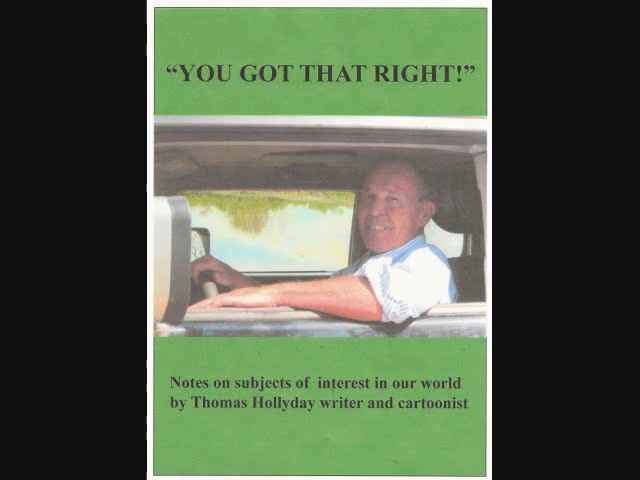 “YOU GOT THAT RIGHT!”
Notes on subjects of interest in our world
by Thomas Hollyday writer and cartoonist